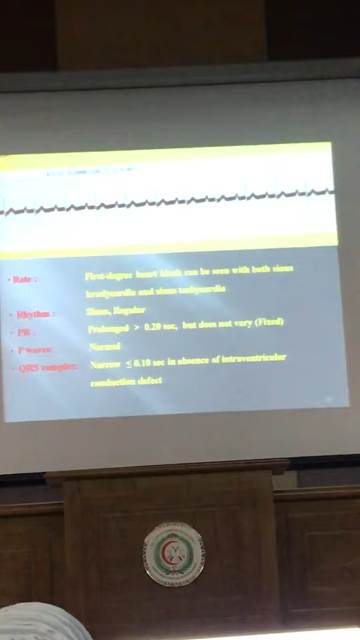 • Rate :
First-degree heart block can be seen with both sinus
bradycardia and sinus tachycardia
• Rhythm :
Sinus, Regular
• PR :
Prolonged > 0.20 sec, but does not vary (Fixed)
• P waves:
Normal
• QRS complex:
Narrow ≤ 0.10 sec in absence of intraventricular
conduction defect